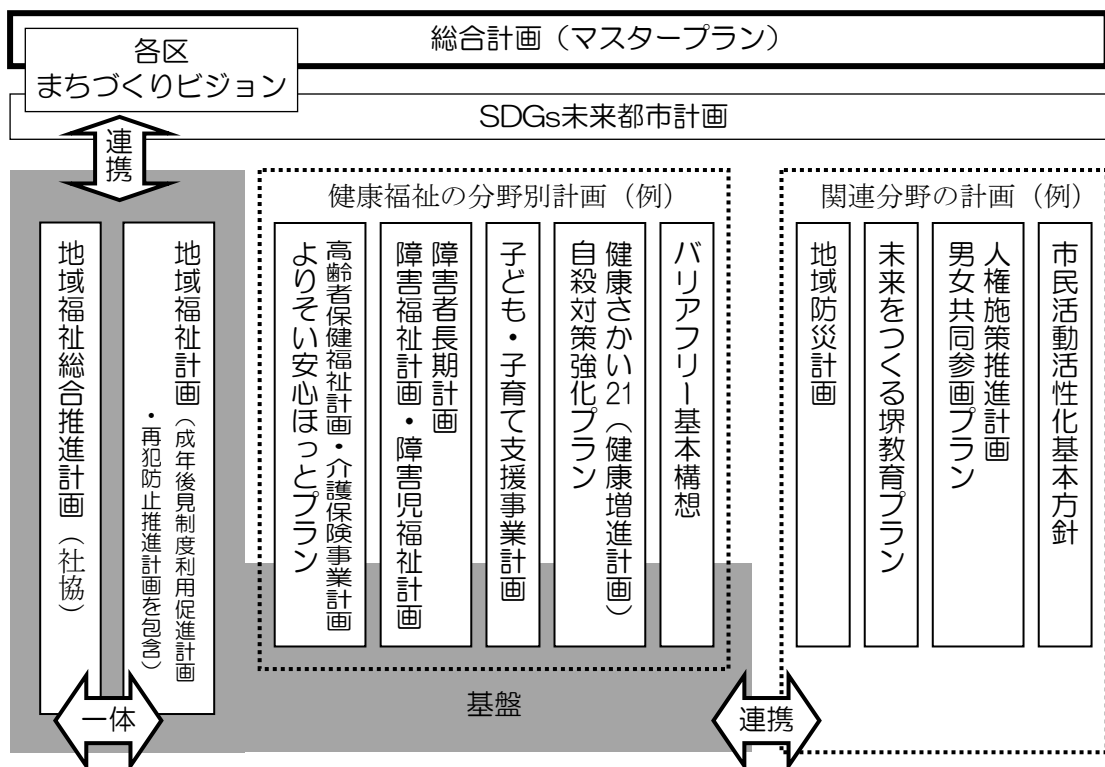 総合計画（マスタープラン）
各区
まちづくりビジョン
SDGs未来都市計画
連携
地域福祉総合推進計画（社協）
地域福祉計画（成年後見制度利用促進計画
・再犯防止推進計画を包含）
一体
健康福祉の分野別計画（例）
高齢者保健福祉計画・介護保険事業計画
よりそい安心ほっとプラン
障害者長期計画
障害福祉計画・障害児福祉計画
子ども・子育て支援事業計画
健康さかい21（健康増進計画）
自殺対策強化プラン
バリアフリー基本構想
基盤
連携
関連分野の計画（例）
地域防災計画
未来をつくる堺教育プラン
人権施策推進計画
男女共同参画プラン
市民活動活性化基本方針